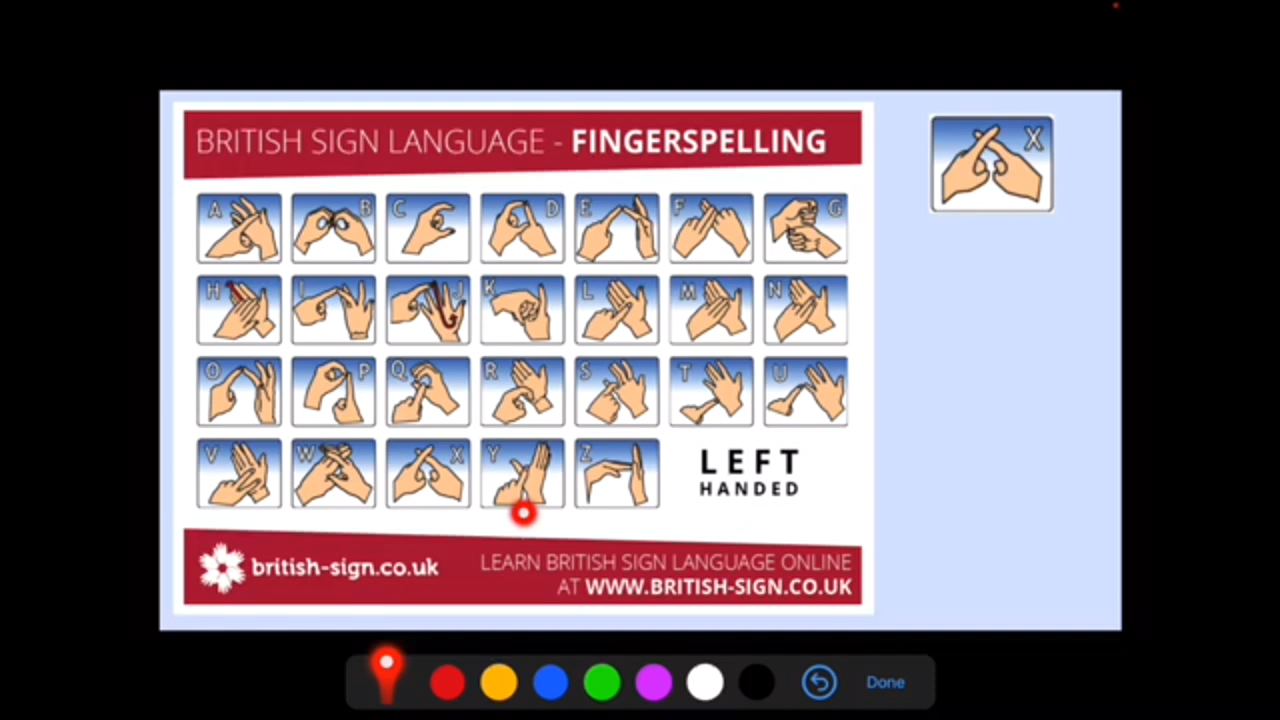 BRITISH SIGN LANGUAGE - FINGERSPELLING
X
A B C D E F G
H I J K L M N
O P Q R S T U
V W X Y Z
LEFT
HANDED
british-sign.co.uk
LEARN BRITISH SIGN LANGUAGE ONLINE
AT WWW.BRITISH-SIGN.CO.UK
Done